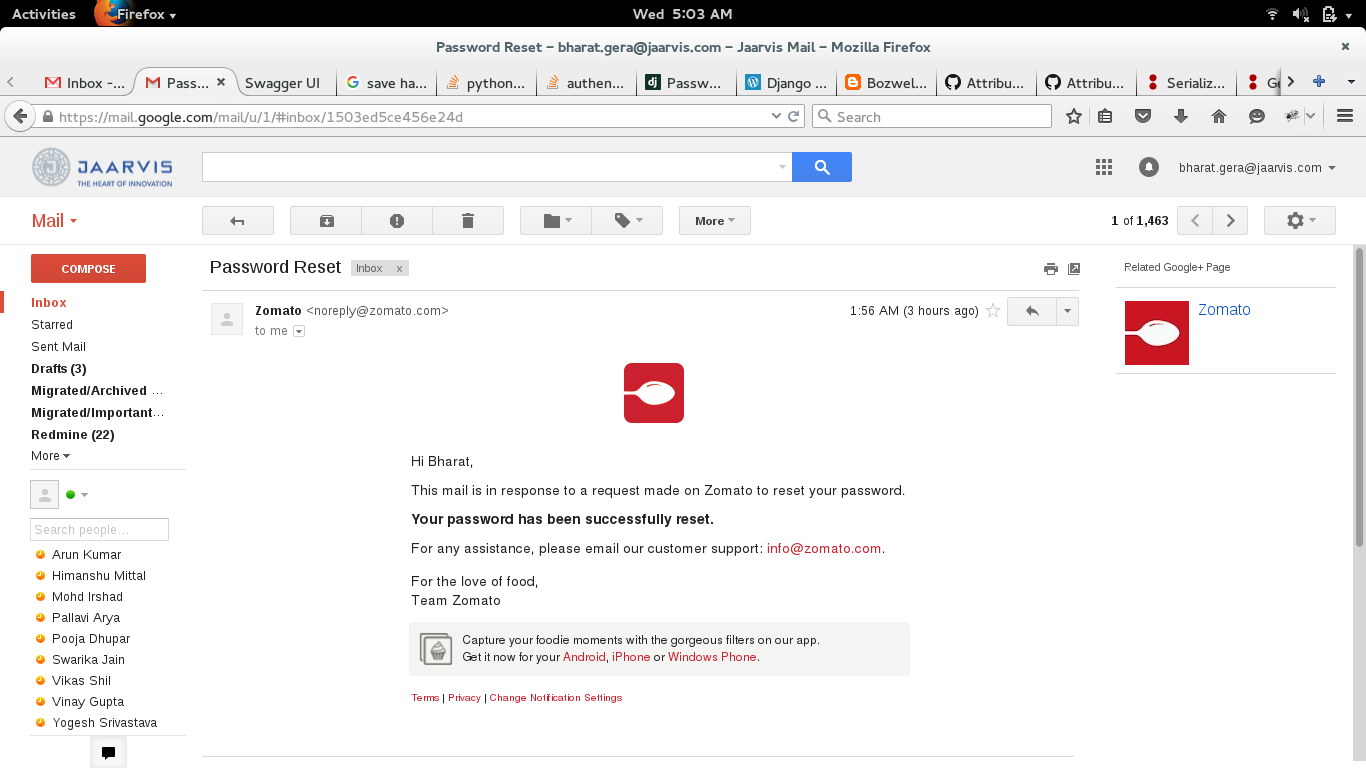 Activities Firefox Wed 5:03 AM
Password Reset – bharat.gera@jaarvis.com – Jaarvis Mail – Mozilla Firefox
Inbox -... Pass... Swagger UI save ha... python... authen... Passw... Django ... Bozwel... Attribu... Attribu... Serializ... Ge
https://mail.google.com/mail/u/1/#inbox/1503ed5ce456e24d Search
JAARVIS
THE HEART OF INNOVATION
bharat.gera@jaarvis.com
Mail More 1 of 1,463
COMPOSE
Inbox
Starred
Sent Mail
Drafts (3)
Migrated/Archived ...
Migrated/Important...
Redmine (22)
More
Search people...
Arun Kumar
Himanshu Mittal
Mohd Irshad
Pallavi Arya
Pooja Dhupar
Swarika Jain
Vikas Shil
Vinay Gupta
Yogesh Srivastava
Password Reset Inbox x
Zomato <noreply@zomato.com> 1:56 AM (3 hours ago)
to me
Hi Bharat,
This mail is in response to a request made on Zomato to reset your password.
Your password has been successfully reset.
For any assistance, please email our customer support: info@zomato.com.
For the love of food,
Team Zomato
Capture your foodie moments with the gorgeous filters on our app.
Get it now for your Android, iPhone or Windows Phone.
Terms | Privacy | Change Notification Settings
Related Google+ Page
Zomato